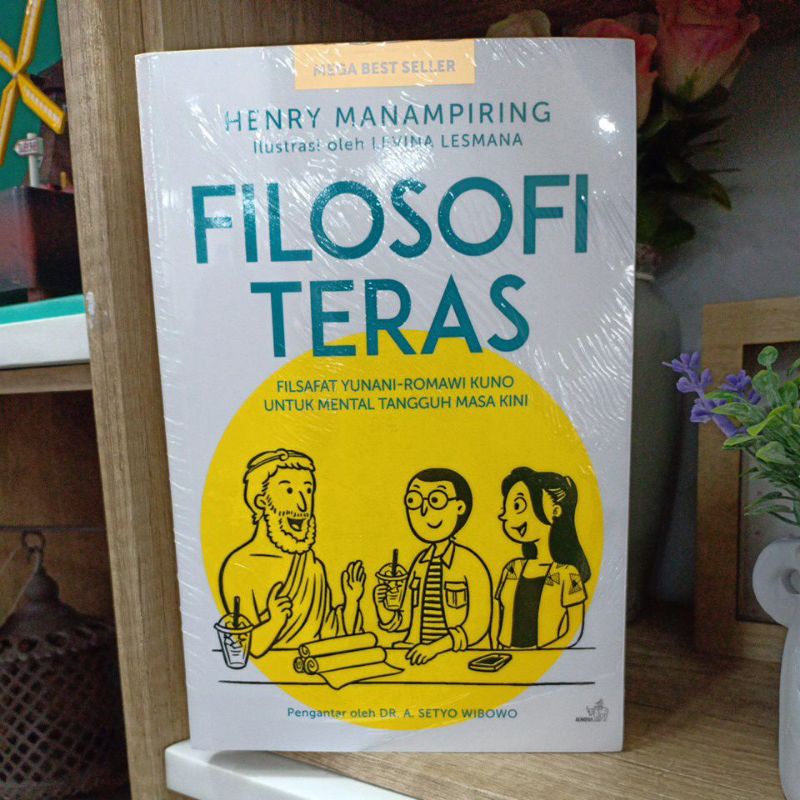 MEGA BEST SELLER
HENRY MANAMPIRING
Ilustrasi oleh LEVINA LESMANA
FILOSOFI
TERAS
FILSAFAT YUNANI-ROMAWI KUNO
UNTUK MENTAL TANGGUH MASA KINI
Pengantar oleh DR. A. SETYO WIBOWO